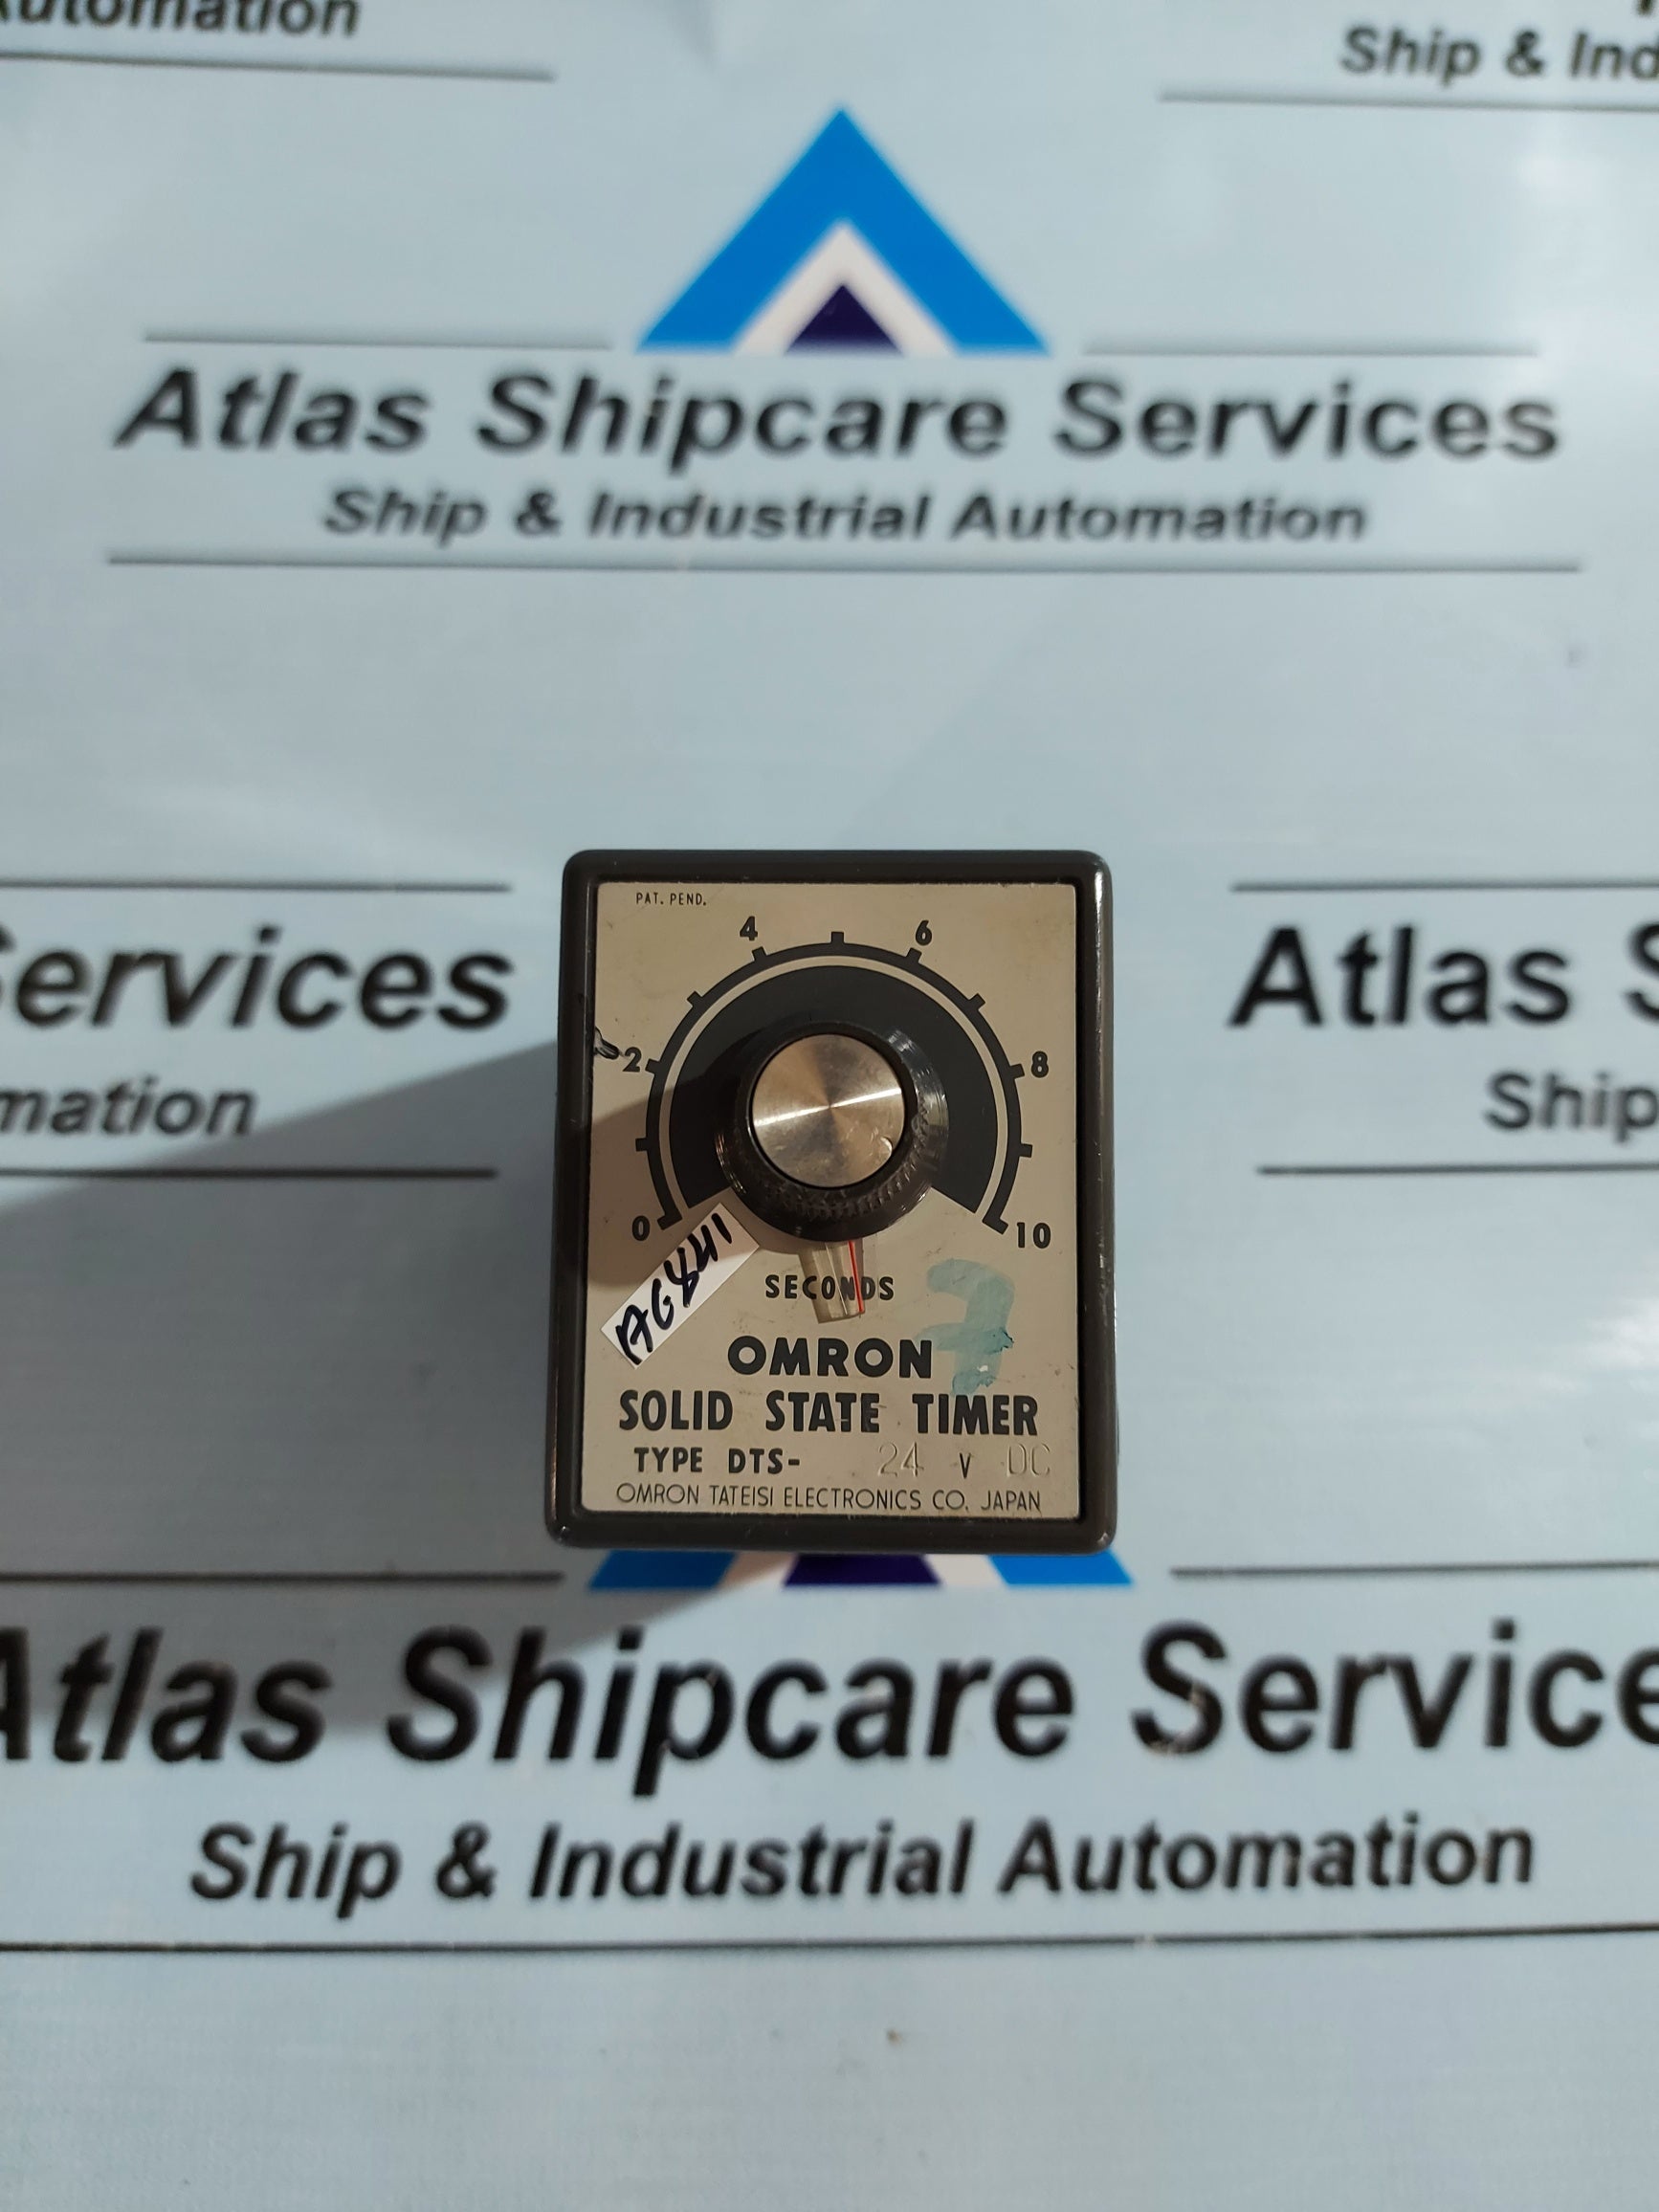 Automation
Ship & Ind
Atlas Shipcare Services
Ship & Industrial Automation
Services
Atlas S
mation
Ship
PAT. PEND.
0
2
4
6
8
10
AG841
SECONDS
7
OMRON
SOLID STATE TIMER
TYPE DTS- 24 V DC
OMRON TATEISI ELECTRONICS CO. JAPAN
Atlas Shipcare Service
Ship & Industrial Automation